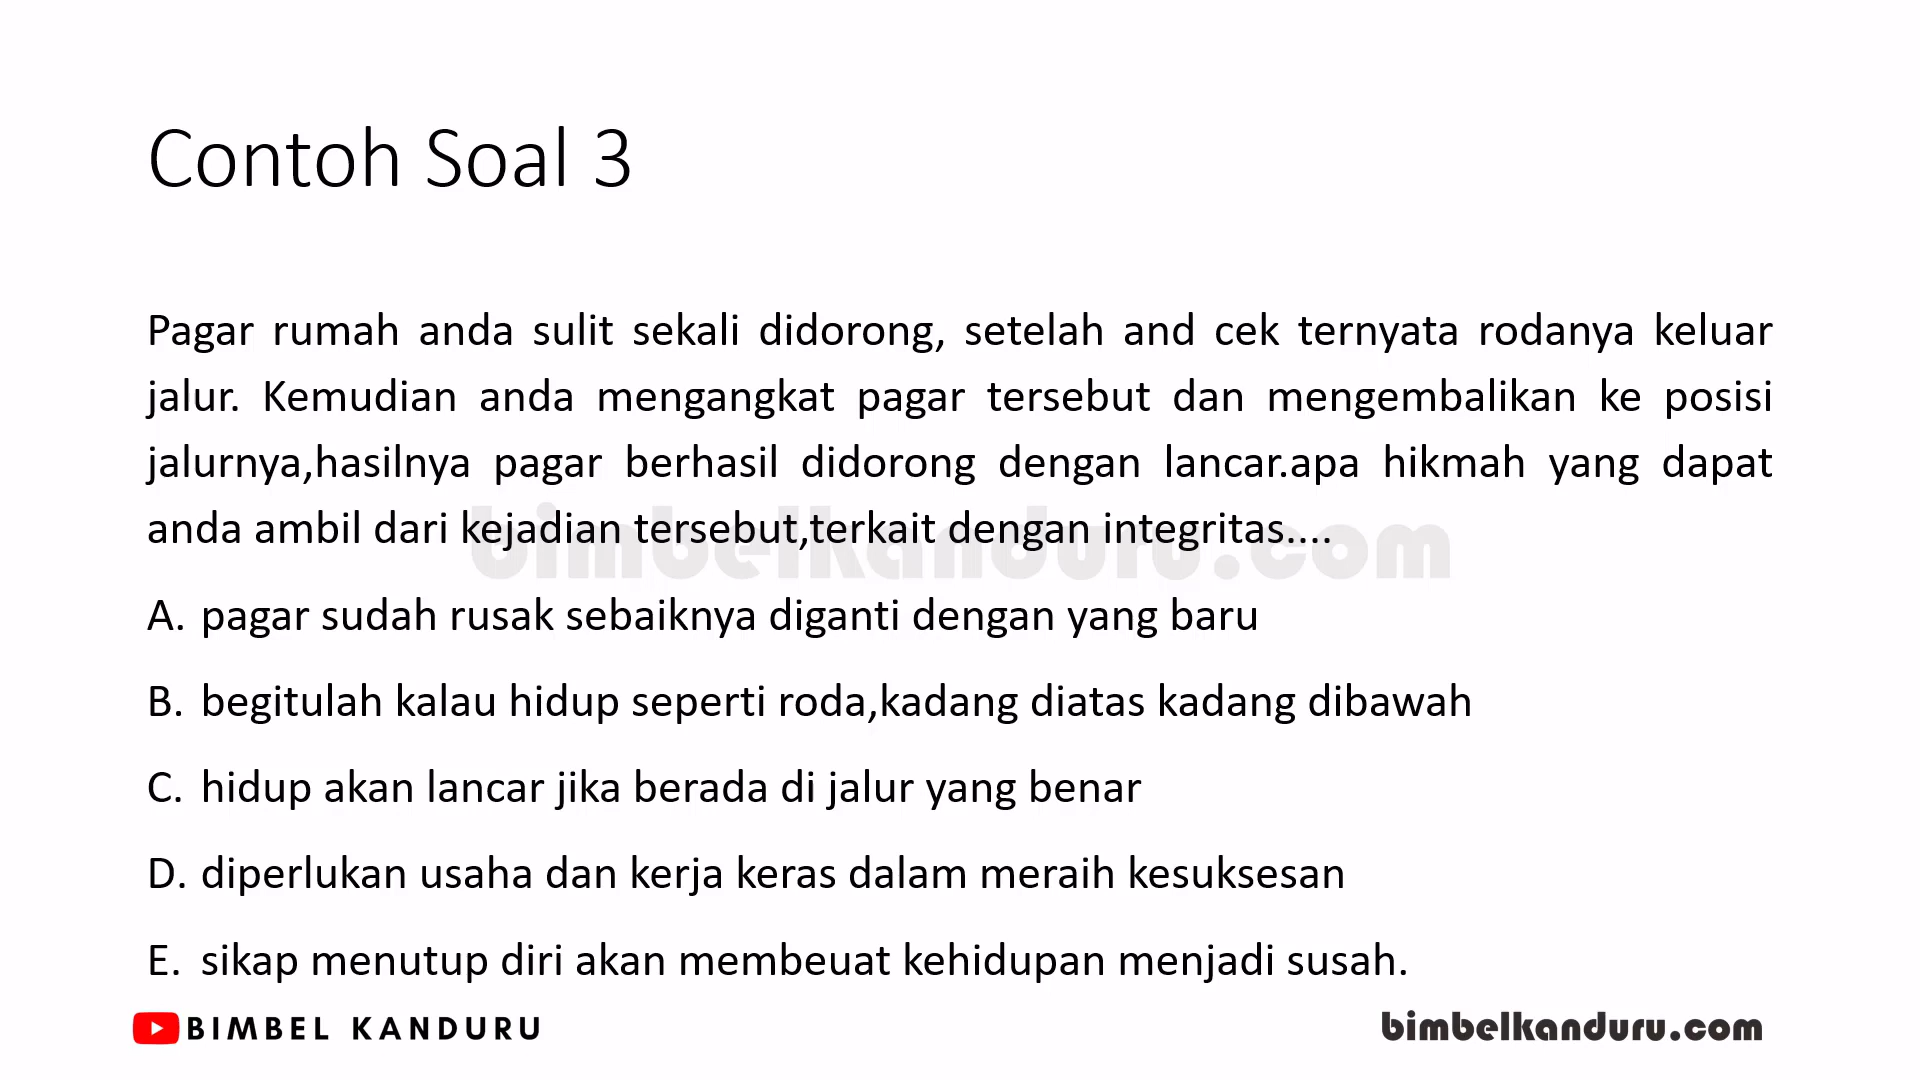 Contoh Soal 3
Pagar rumah anda sulit sekali didorong, setelah and cek ternyata rodanya keluar
jalur. Kemudian anda mengangkat pagar tersebut dan mengembalikan ke posisi
jalurnya,hasilnya pagar berhasil didorong dengan lancar.apa hikmah yang dapat
anda ambil dari kejadian tersebut,terkait dengan integritas....
bimbelkanduru.com
A. pagar sudah rusak sebaiknya diganti dengan yang baru
B. begitulah kalau hidup seperti roda,kadang diatas kadang dibawah
C. hidup akan lancar jika berada di jalur yang benar
D. diperlukan usaha dan kerja keras dalam meraih kesuksesan
E. sikap menutup diri akan membeuat kehidupan menjadi susah.
BIMBEL KANDURU
bimbelkanduru.com